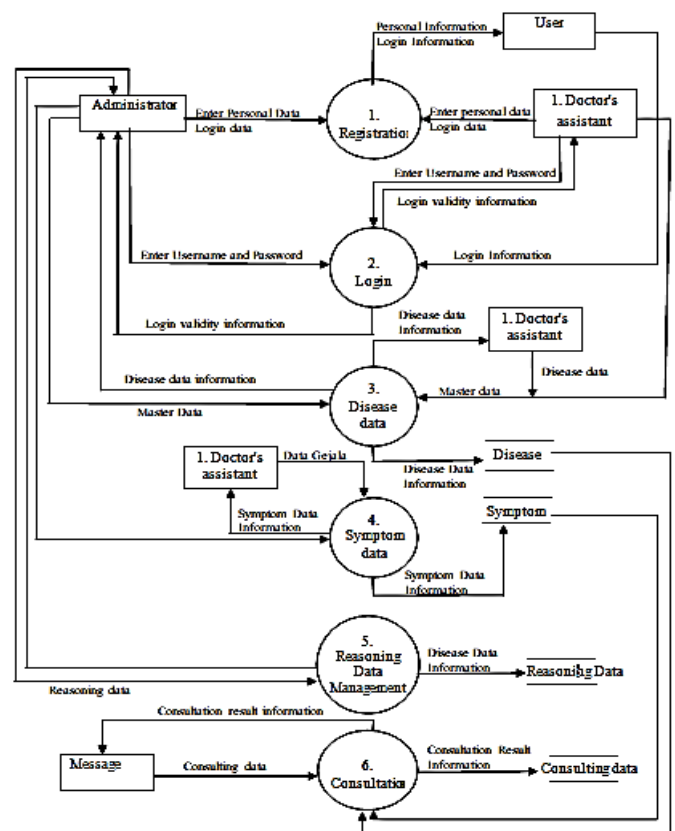 Personal Information
Login Information
User
Administrator
Enter Personal Data
Login data
1.
Registration
Enter personal data
Login data
1. Doctor's
assistant
Enter Username and Password
Login validity information
Enter Username and Password
2.
Login
Login Information
Login validity information
Disease data
Information
1. Doctor's
assistant
Disease data
Disease data information
3.
Disease
data
Master data
Master Data
1. Doctor's
assistant
Data Gejala
Disease Data
Information
Disease
Symptom Data
Information
4.
Symptom
data
Symptom
Symptom Data
Information
5.
Reasoning
Data
Management
Disease Data
Information
Reasoning Data
Reasoning data
Consultation result information
Message
Consulting data
6.
Consultation
Consultation Result
Information
Consulting data